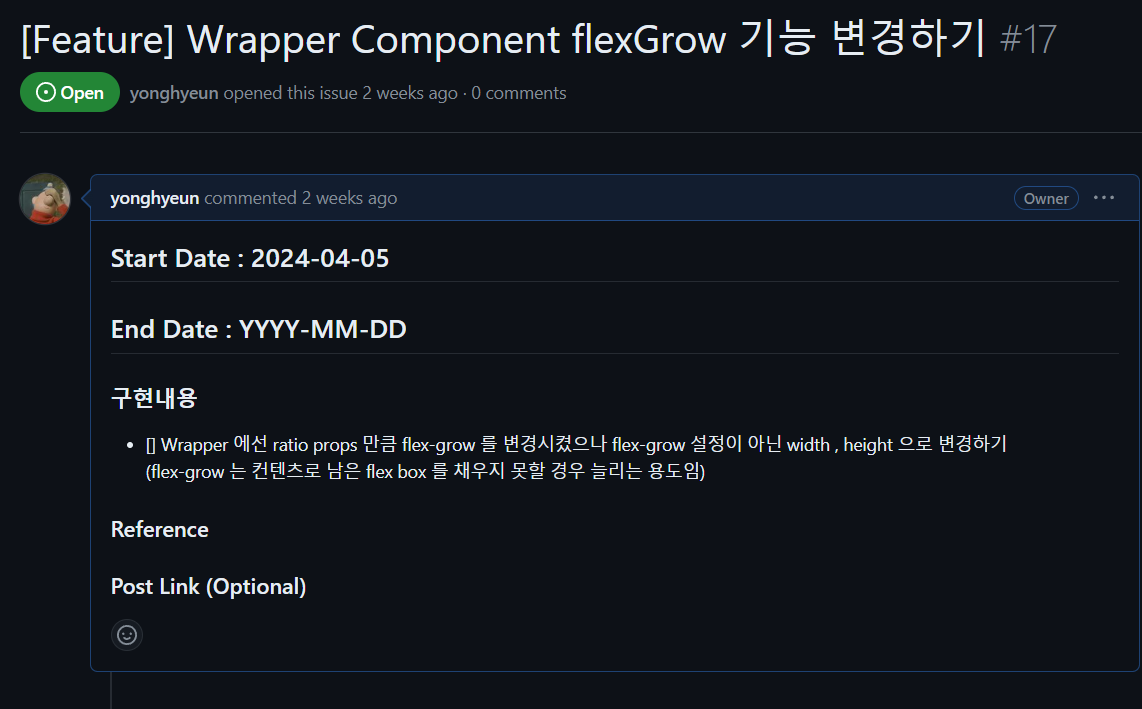 [Feature] Wrapper Component flexGrow 기능 변경하기 #17
Open yonghyeun opened this issue 2 weeks ago · 0 comments
yonghyeun commented 2 weeks ago Owner ···
Start Date : 2024-04-05
End Date : YYYY-MM-DD
구현내용
• [] Wrapper 에선 ratio props 만큼 flex-grow 를 변경시켰으나 flex-grow 설정이 아닌 width , height 으로 변경하기
(flex-grow 는 컨텐츠로 남은 flex box 를 채우지 못할 경우 늘리는 용도임)
Reference
Post Link (Optional)